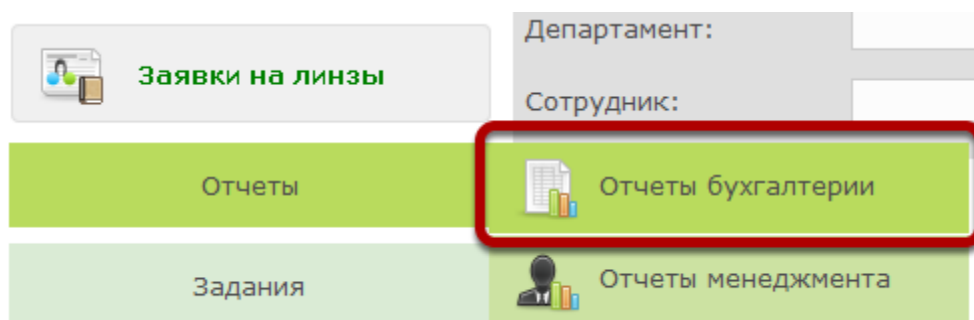 Департамент:
Заявки на линзы
Сотрудник:
Отчеты
Отчеты бухгалтерии
Задания
Отчеты менеджмента